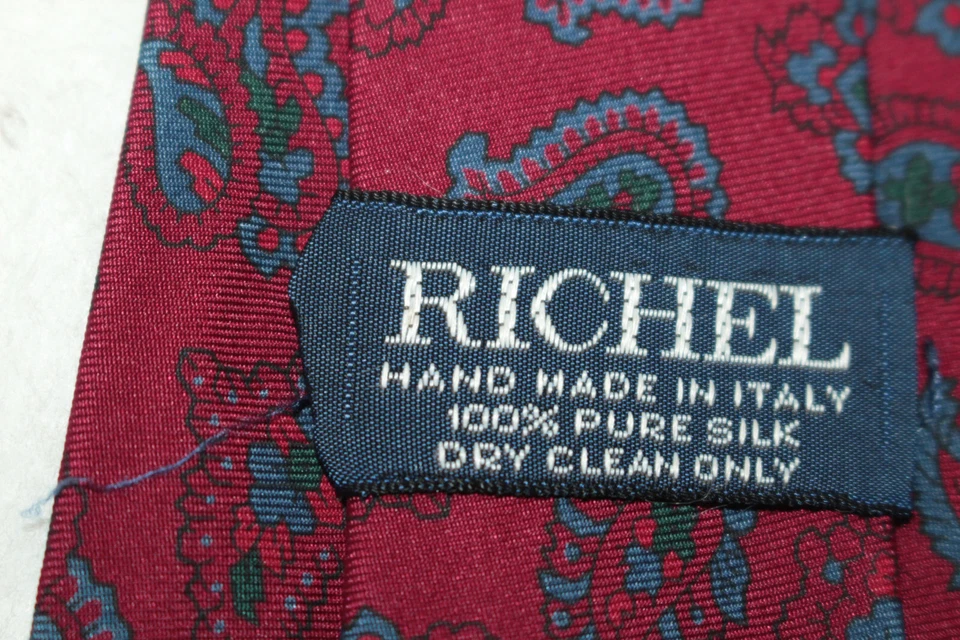 RICHEL
HAND MADE IN ITALY
100% PURE SILK
DRY CLEAN ONLY